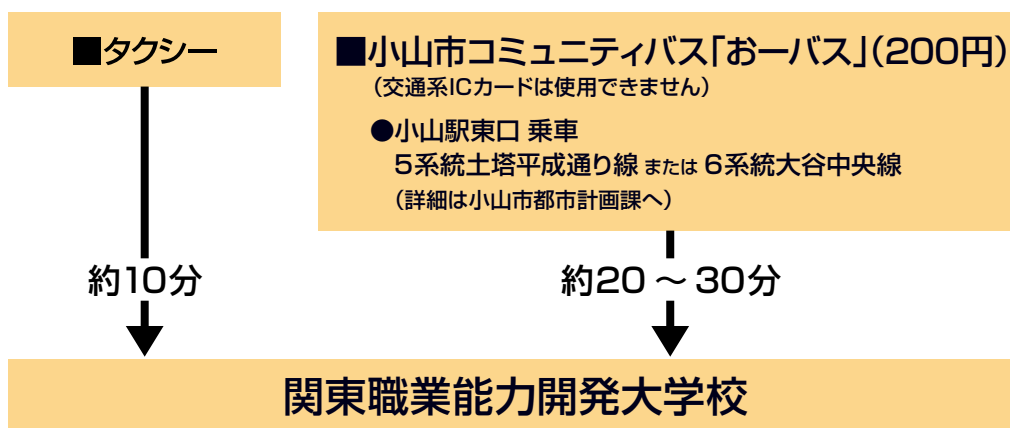 ■タクシー
■小山市コミュニティバス「おーバス」(200円)
(交通系ICカードは使用できません)
●小山駅東口 乗車
5系統土塔平成通り線 または 6系統大谷中央線
(詳細は小山市都市計画課へ)
約10分
約20～30分
関東職業能力開発大学校